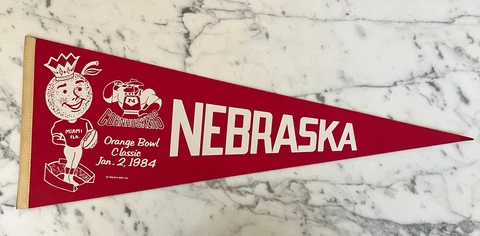 MIAMI
FLA.
N
CORNHUSKERS
Orange Bowl
Classic
Jan. 2, 1984
NEBRASKA